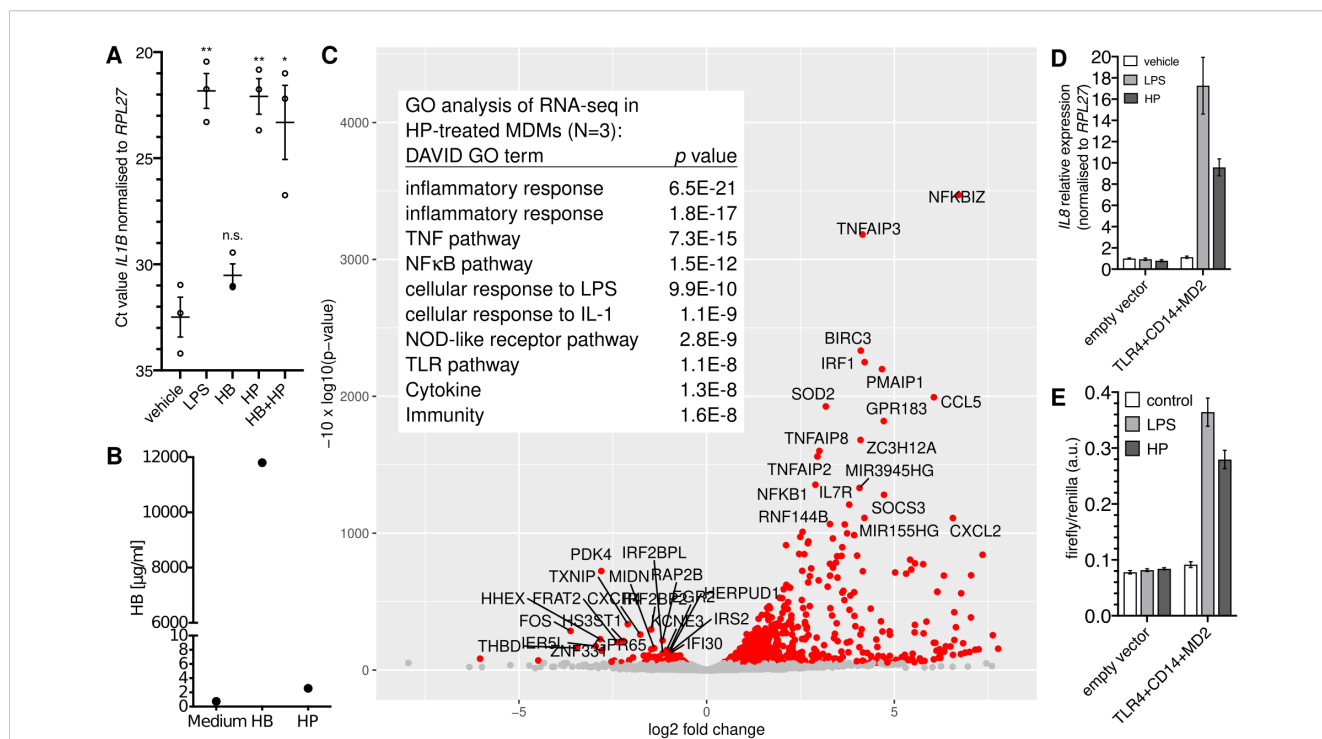 A
Ct value IL1B normalised to RPL27
20
25
30
35
**
n.s.
**
*
vehicle
LPS
HB
HP
HB+HP
B
HB [µg/ml]
12000
10000
8000
6000
10
8
6
4
2
0
Medium HB HP
C
−10 x log10(p−value)
4000
3000
2000
1000
0
GO analysis of RNA-seq in
HP-treated MDMs (N=3):
DAVID GO term p value
inflammatory response 6.5E-21
inflammatory response 1.8E-17
TNF pathway 7.3E-15
NFκB pathway 1.5E-12
cellular response to LPS 9.9E-10
cellular response to IL-1 1.1E-9
NOD-like receptor pathway 2.8E-9
TLR pathway 1.1E-8
Cytokine 1.3E-8
Immunity 1.6E-8
NFKBIZ
TNFAIP3
BIRC3
IRF1
PMAIP1
SOD2
CCL5
GPR183
TNFAIP8
ZC3H12A
TNFAIP2
MIR3945HG
NFKB1
IL7R
SOCS3
RNF144B
MIR155HG
CXCL2
PDK4
IRF2BPL
TXNIP
MIDN
RAP2B
HHEX
FRAT2
CXCR4
IRF2BP2
EGR2
HERPUD1
FOS
HS3ST1
KCNE3
IRS2
THBD
IER5L
GPR65
IFI30
ZNF331
−5
0
5
log2 fold change
D
IL8 relative expression
(normalised to RPL27)
20
18
16
14
12
10
8
6
4
2
0
vehicle
LPS
HP
empty vector
TLR4+CD14+MD2
E
firefly/renilla (a.u.)
0.4
0.3
0.2
0.1
0.0
control
LPS
HP
empty vector
TLR4+CD14+MD2